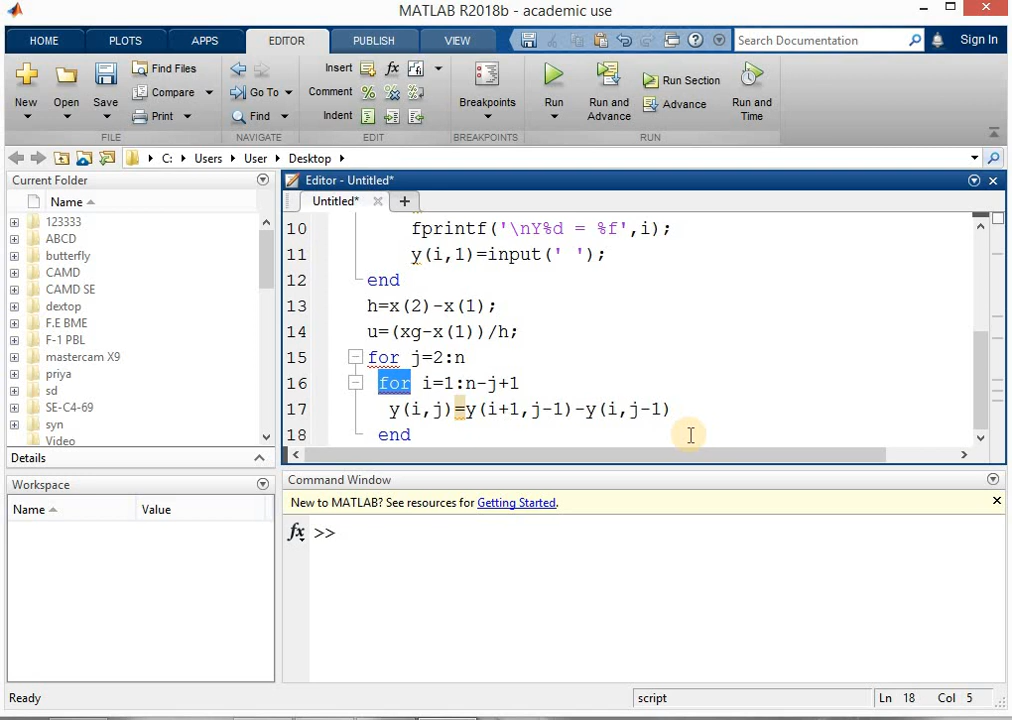 MATLAB R2018b - academic use
HOME PLOTS APPS EDITOR PUBLISH VIEW Search Documentation Sign In
New Open Save Find Files Compare Print
Go To Find
Insert fx
Comment % %
Indent
Breakpoints
Run Run and Advance Run Section Advance Run and Time
FILE NAVIGATE EDIT BREAKPOINTS RUN
C: Users User Desktop
Current Folder
Name
123333
ABCD
butterfly
CAMD
CAMD SE
dextop
F.E BME
F-1 PBL
mastercam X9
priya
sd
SE-C4-69
syn
Video
Details
Workspace
Name Value
Editor - Untitled*
Untitled* +
10 fprintf('\nY%d = %f',i);
11 y(i,1)=input(' ');
12 end
13 h=x(2)-x(1);
14 u=(xg-x(1))/h;
15 for j=2:n
16 for i=1:n-j+1
17 y(i,j)=y(i+1,j-1)-y(i,j-1)
18 end
Command Window
New to MATLAB? See resources for Getting Started.
fx >>
Ready script Ln 18 Col 5